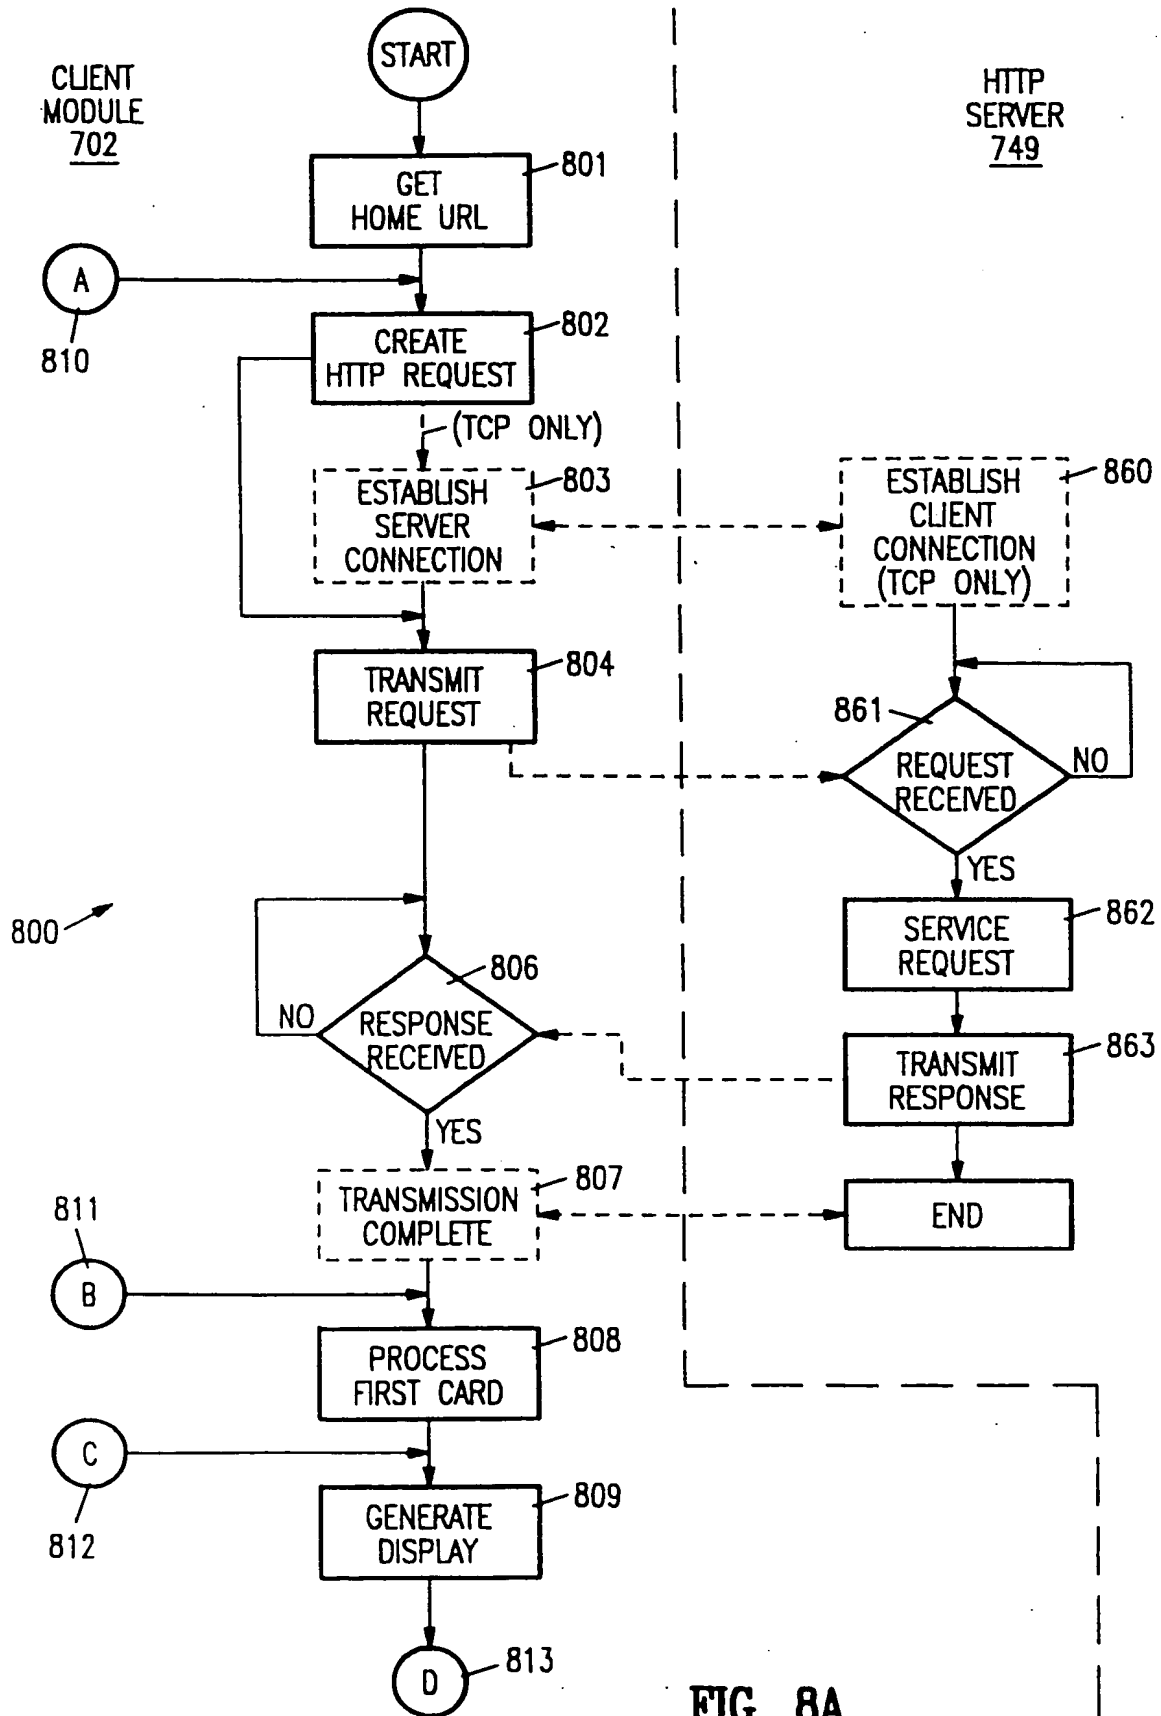 START
CLIENT
MODULE
702
HTTP
SERVER
749
801
GET
HOME URL
A
810
802
CREATE
HTTP REQUEST
(TCP ONLY)
803
ESTABLISH
SERVER
CONNECTION
860
ESTABLISH
CLIENT
CONNECTION
(TCP ONLY)
804
TRANSMIT
REQUEST
861
REQUEST
RECEIVED
NO
YES
800
862
SERVICE
REQUEST
806
RESPONSE
RECEIVED
NO
YES
863
TRANSMIT
RESPONSE
807
TRANSMISSION
COMPLETE
END
811
B
808
PROCESS
FIRST CARD
C
812
809
GENERATE
DISPLAY
D
813
FIG. 8A